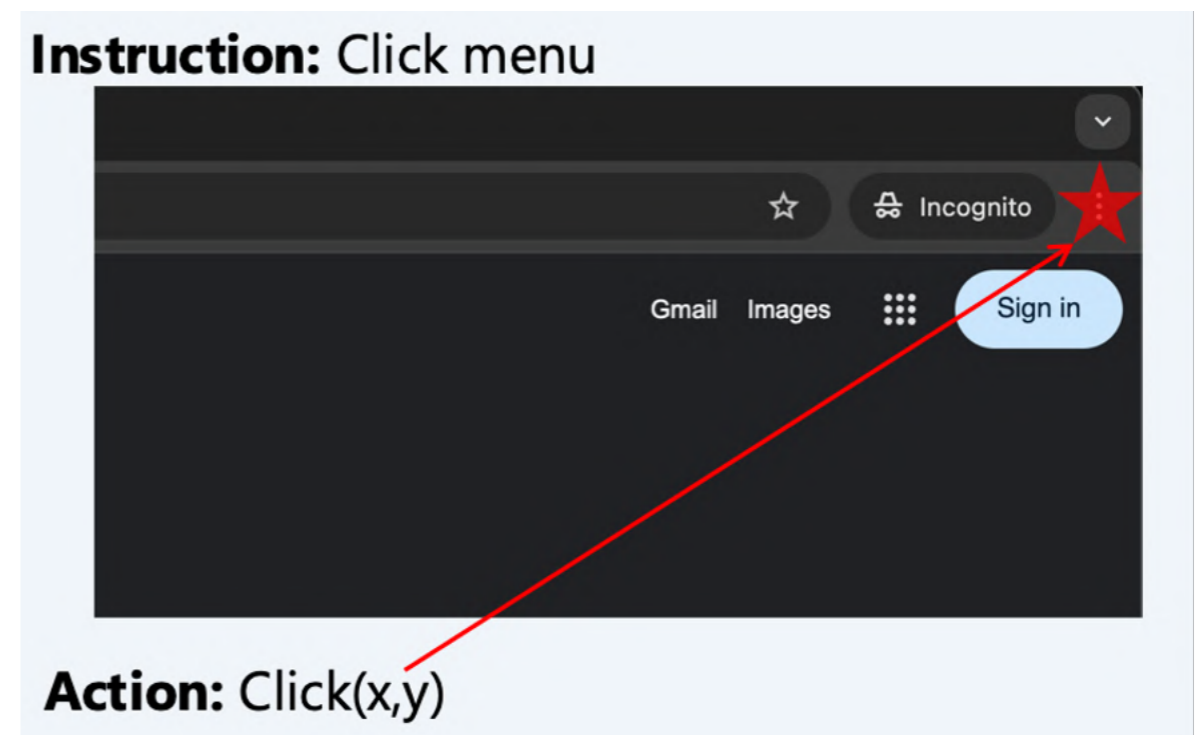 Instruction: Click menu
Incognito
Gmail Images Sign in
Action: Click(x,y)